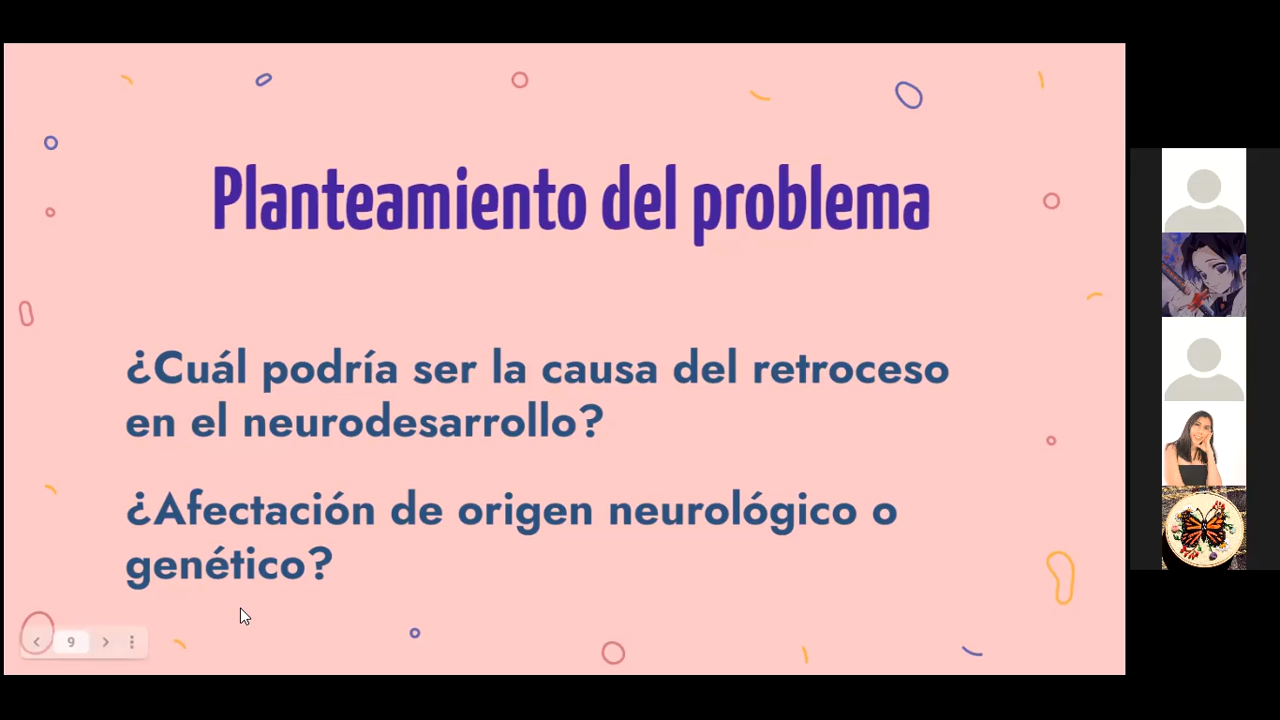 Planteamiento del problema
¿Cuál podría ser la causa del retroceso
en el neurodesarrollo?
¿Afectación de origen neurológico o
genético?
9